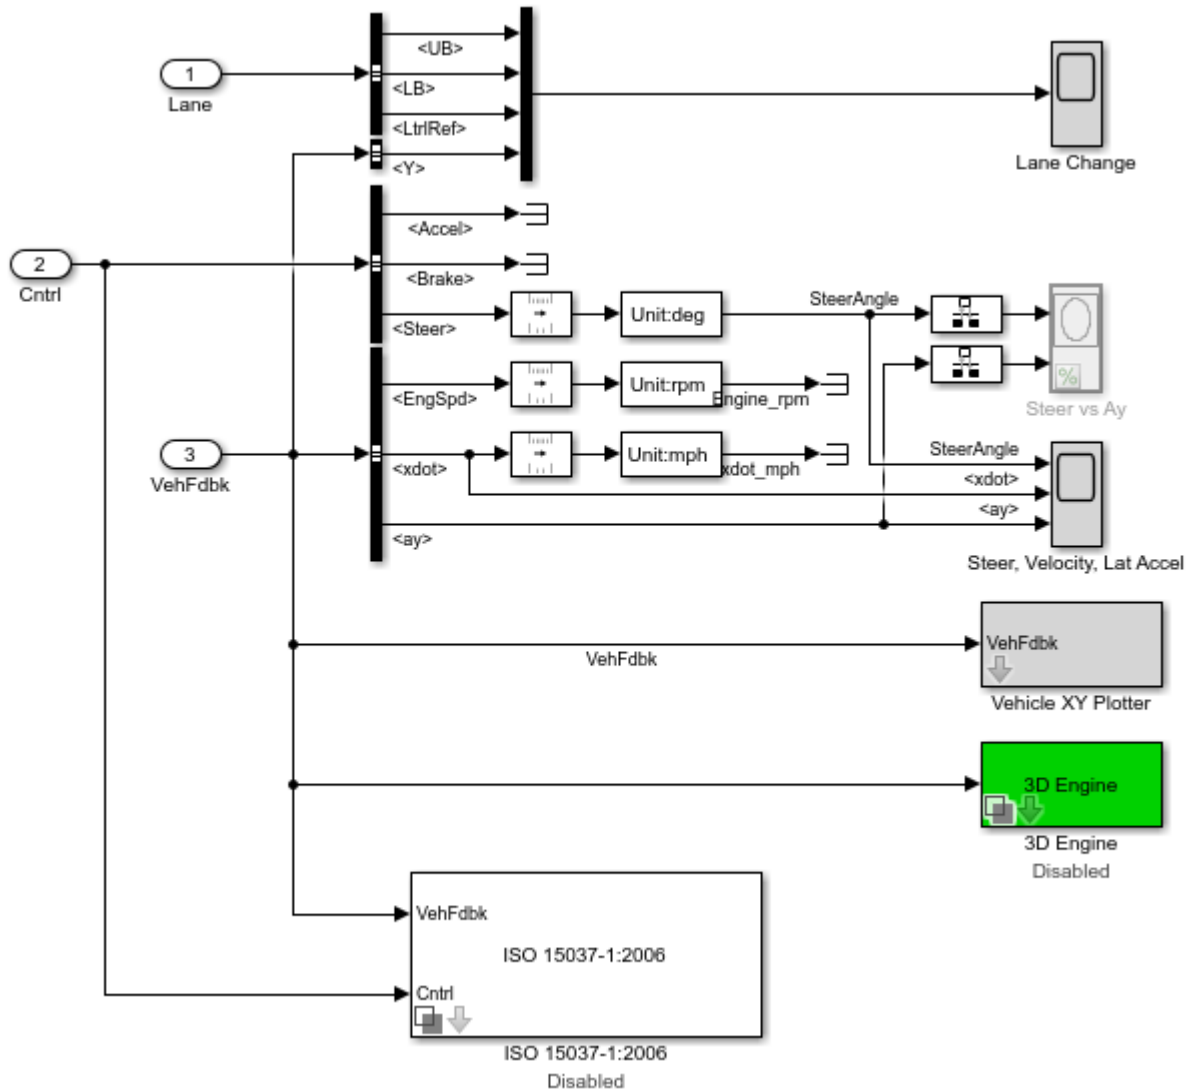 <UB>
1
<LB>
Lane
<LtrlRef>
Lane Change
<Y>
<Accel>
2
<Brake>
Cntrl
SteerAngle
Unit:deg
<Steer>
%
Unit:rpm
<EngSpd>
Engine_rpm
Steer vs Ay
3
Unit:mph
SteerAngle
<xdot>
xdot_mph
<xdot>
VehFdbk
<ay>
<ay>
Steer, Velocity, Lat Accel
VehFdbk
VehFdbk
Vehicle XY Plotter
3D Engine
3D Engine
Disabled
VehFdbk
ISO 15037-1:2006
Cntrl
ISO 15037-1:2006
Disabled